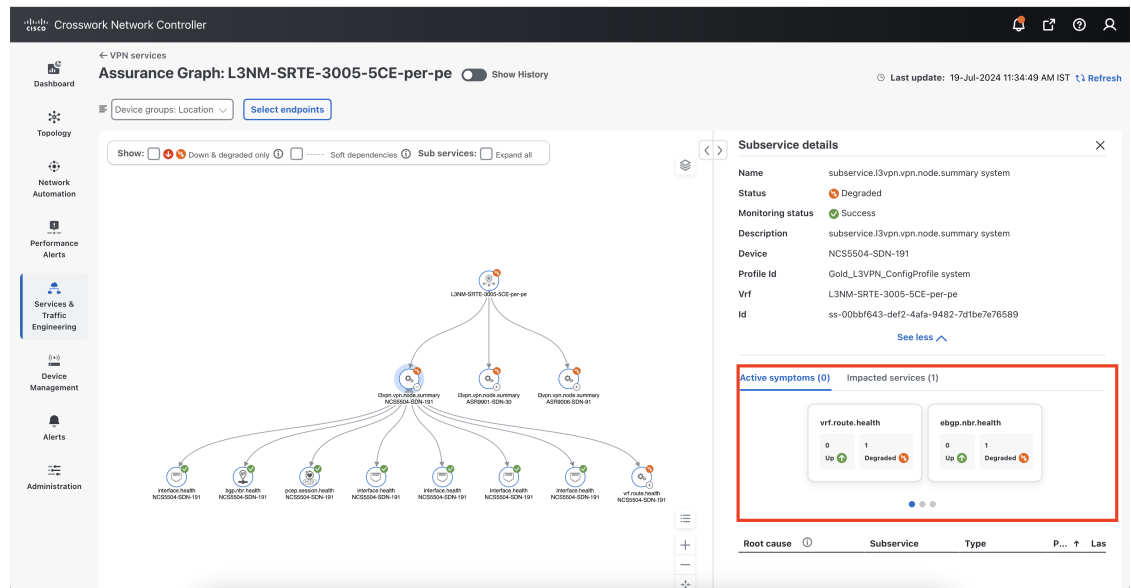 cisco Crosswork Network Controller
Dashboard
Topology
Network
Automation
Performance
Alerts
Services &
Traffic
Engineering
Device
Management
Alerts
Administration
← VPN services
Assurance Graph: L3NM-SRTE-3005-5CE-per-pe Show History
Last update: 19-Jul-2024 11:34:49 AM IST Refresh
Device groups: Location Select endpoints
Show: Down & degraded only ----- Soft dependencies Sub services: Expand all
L3NM-SRTE-3005-5CE-per-pe
l3vpn.vpn.node.summary
NCS5504-SDN-191
l3vpn.vpn.node.summary
ASR9901-SDN-30
l3vpn.vpn.node.summary
ASR9006-SDN-91
interface.health
NCS5504-SDN-191
bgp.nbr.health
NCS5504-SDN-191
pcep.session.health
NCS5504-SDN-191
interface.health
NCS5504-SDN-191
interface.health
NCS5504-SDN-191
interface.health
NCS5504-SDN-191
interface.health
NCS5504-SDN-191
vrf.route.health
NCS5504-SDN-191
Subservice details
Name subservice.l3vpn.vpn.node.summary system
Status Degraded
Monitoring status Success
Description subservice.l3vpn.vpn.node.summary system
Device NCS5504-SDN-191
Profile Id Gold_L3VPN_ConfigProfile system
Vrf L3NM-SRTE-3005-5CE-per-pe
Id ss-00bbf643-def2-4afa-9482-7d1be7e76589
See less
Active symptoms (0) Impacted services (1)
vrf.route.health
0 1
Up Degraded
ebgp.nbr.health
0 1
Up Degraded
Root cause Subservice Type P... ↑ Las